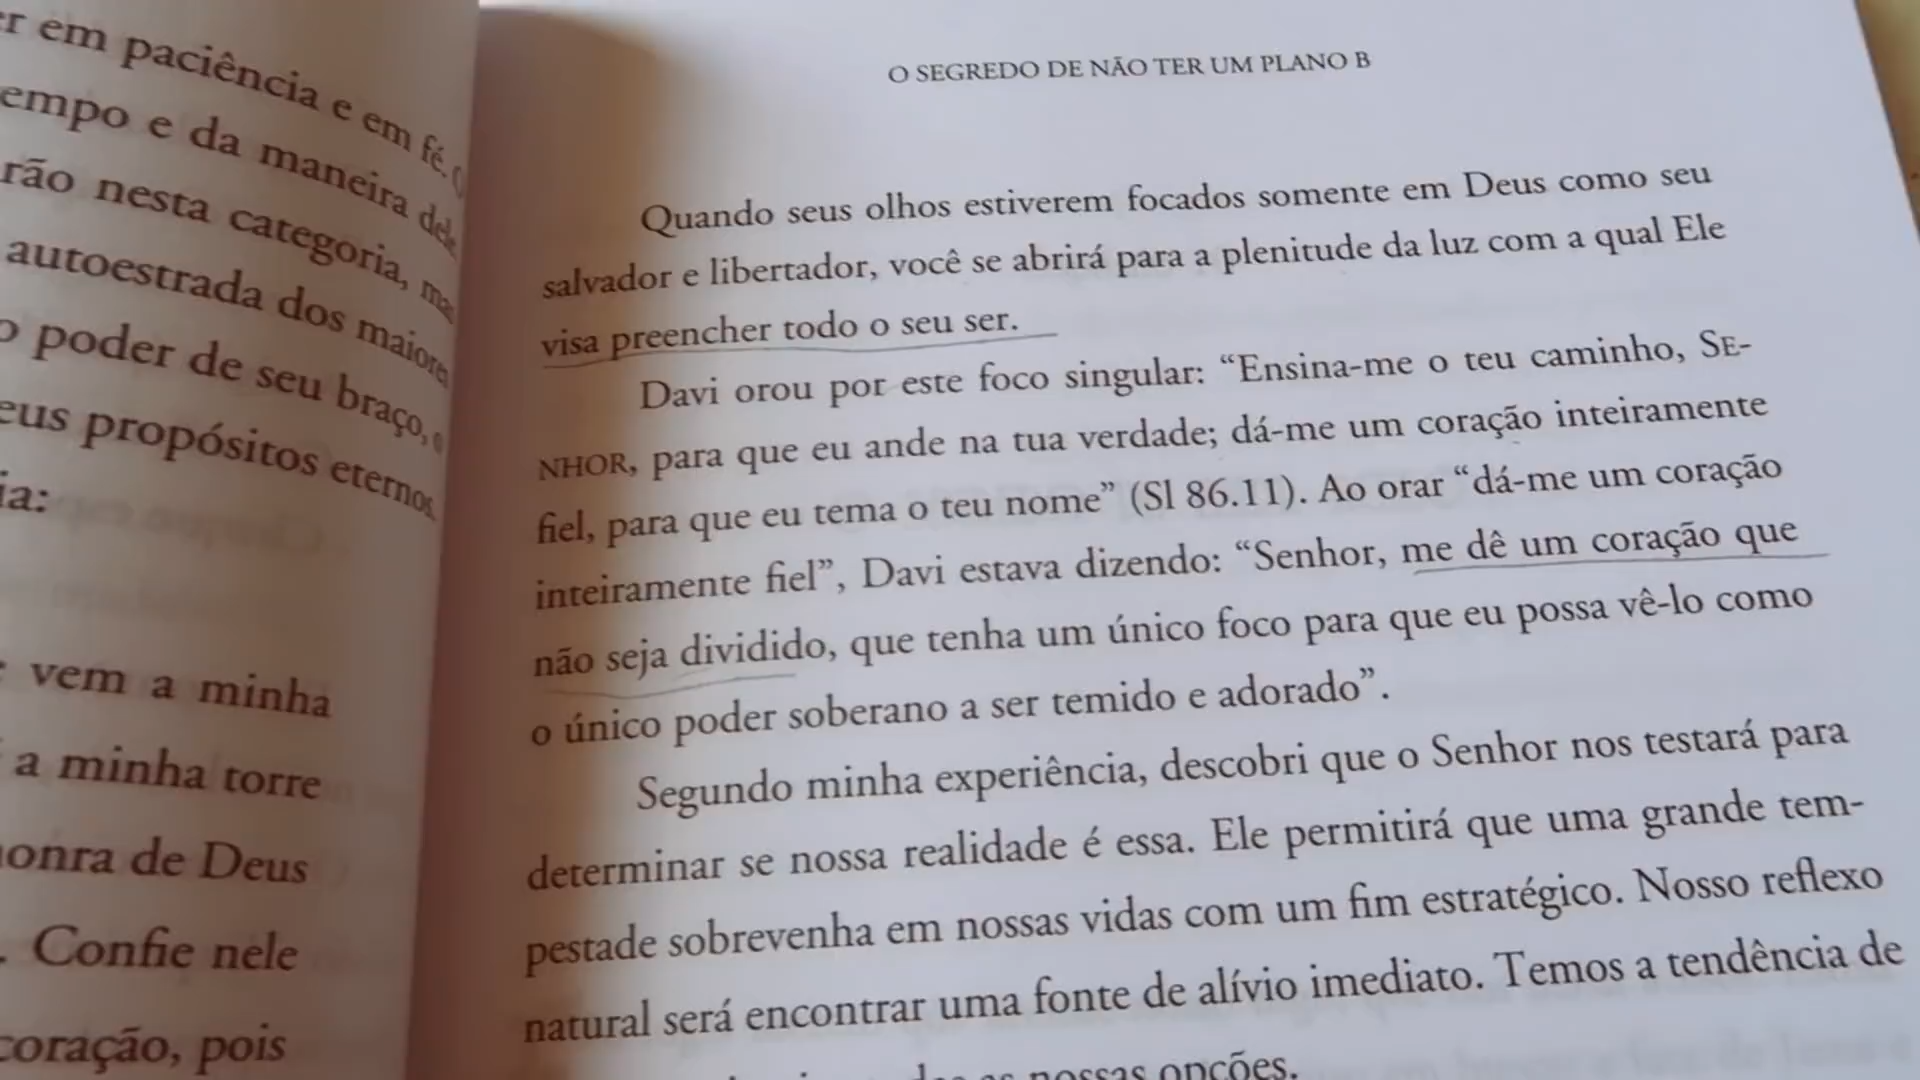 em paciência e em fé.
empo e da maneira
nesta categoria,
autoestrada dos
poder de seu braço,
propósitos eternos.
vem a minha
a minha torre
de Deus
. Confie nele
coração, pois
O SEGREDO DE NÃO TER UM PLANO B
Quando seus olhos estiverem focados somente em Deus como seu
salvador e libertador, você se abrirá para a plenitude da luz com a qual Ele
visa preencher todo o seu ser.
Davi orou por este foco singular: “Ensina-me o teu caminho, SE-
NHOR, para que eu ande na tua verdade; dá-me um coração inteiramente
fiel, para que eu tema o teu nome” (Sl 86.11). Ao orar “dá-me um coração
inteiramente fiel”, Davi estava dizendo: “Senhor, me dê um coração que
não seja dividido, que tenha um único foco para que eu possa vê-lo como
o único poder soberano a ser temido e adorado”.
Segundo minha experiência, descobri que o Senhor nos testará para
determinar se nossa realidade é essa. Ele permitirá que uma grande tem-
pestade sobrevenha em nossas vidas com um fim estratégico. Nosso reflexo
natural será encontrar uma fonte de alívio imediato. Temos a tendência de
nossas opções.